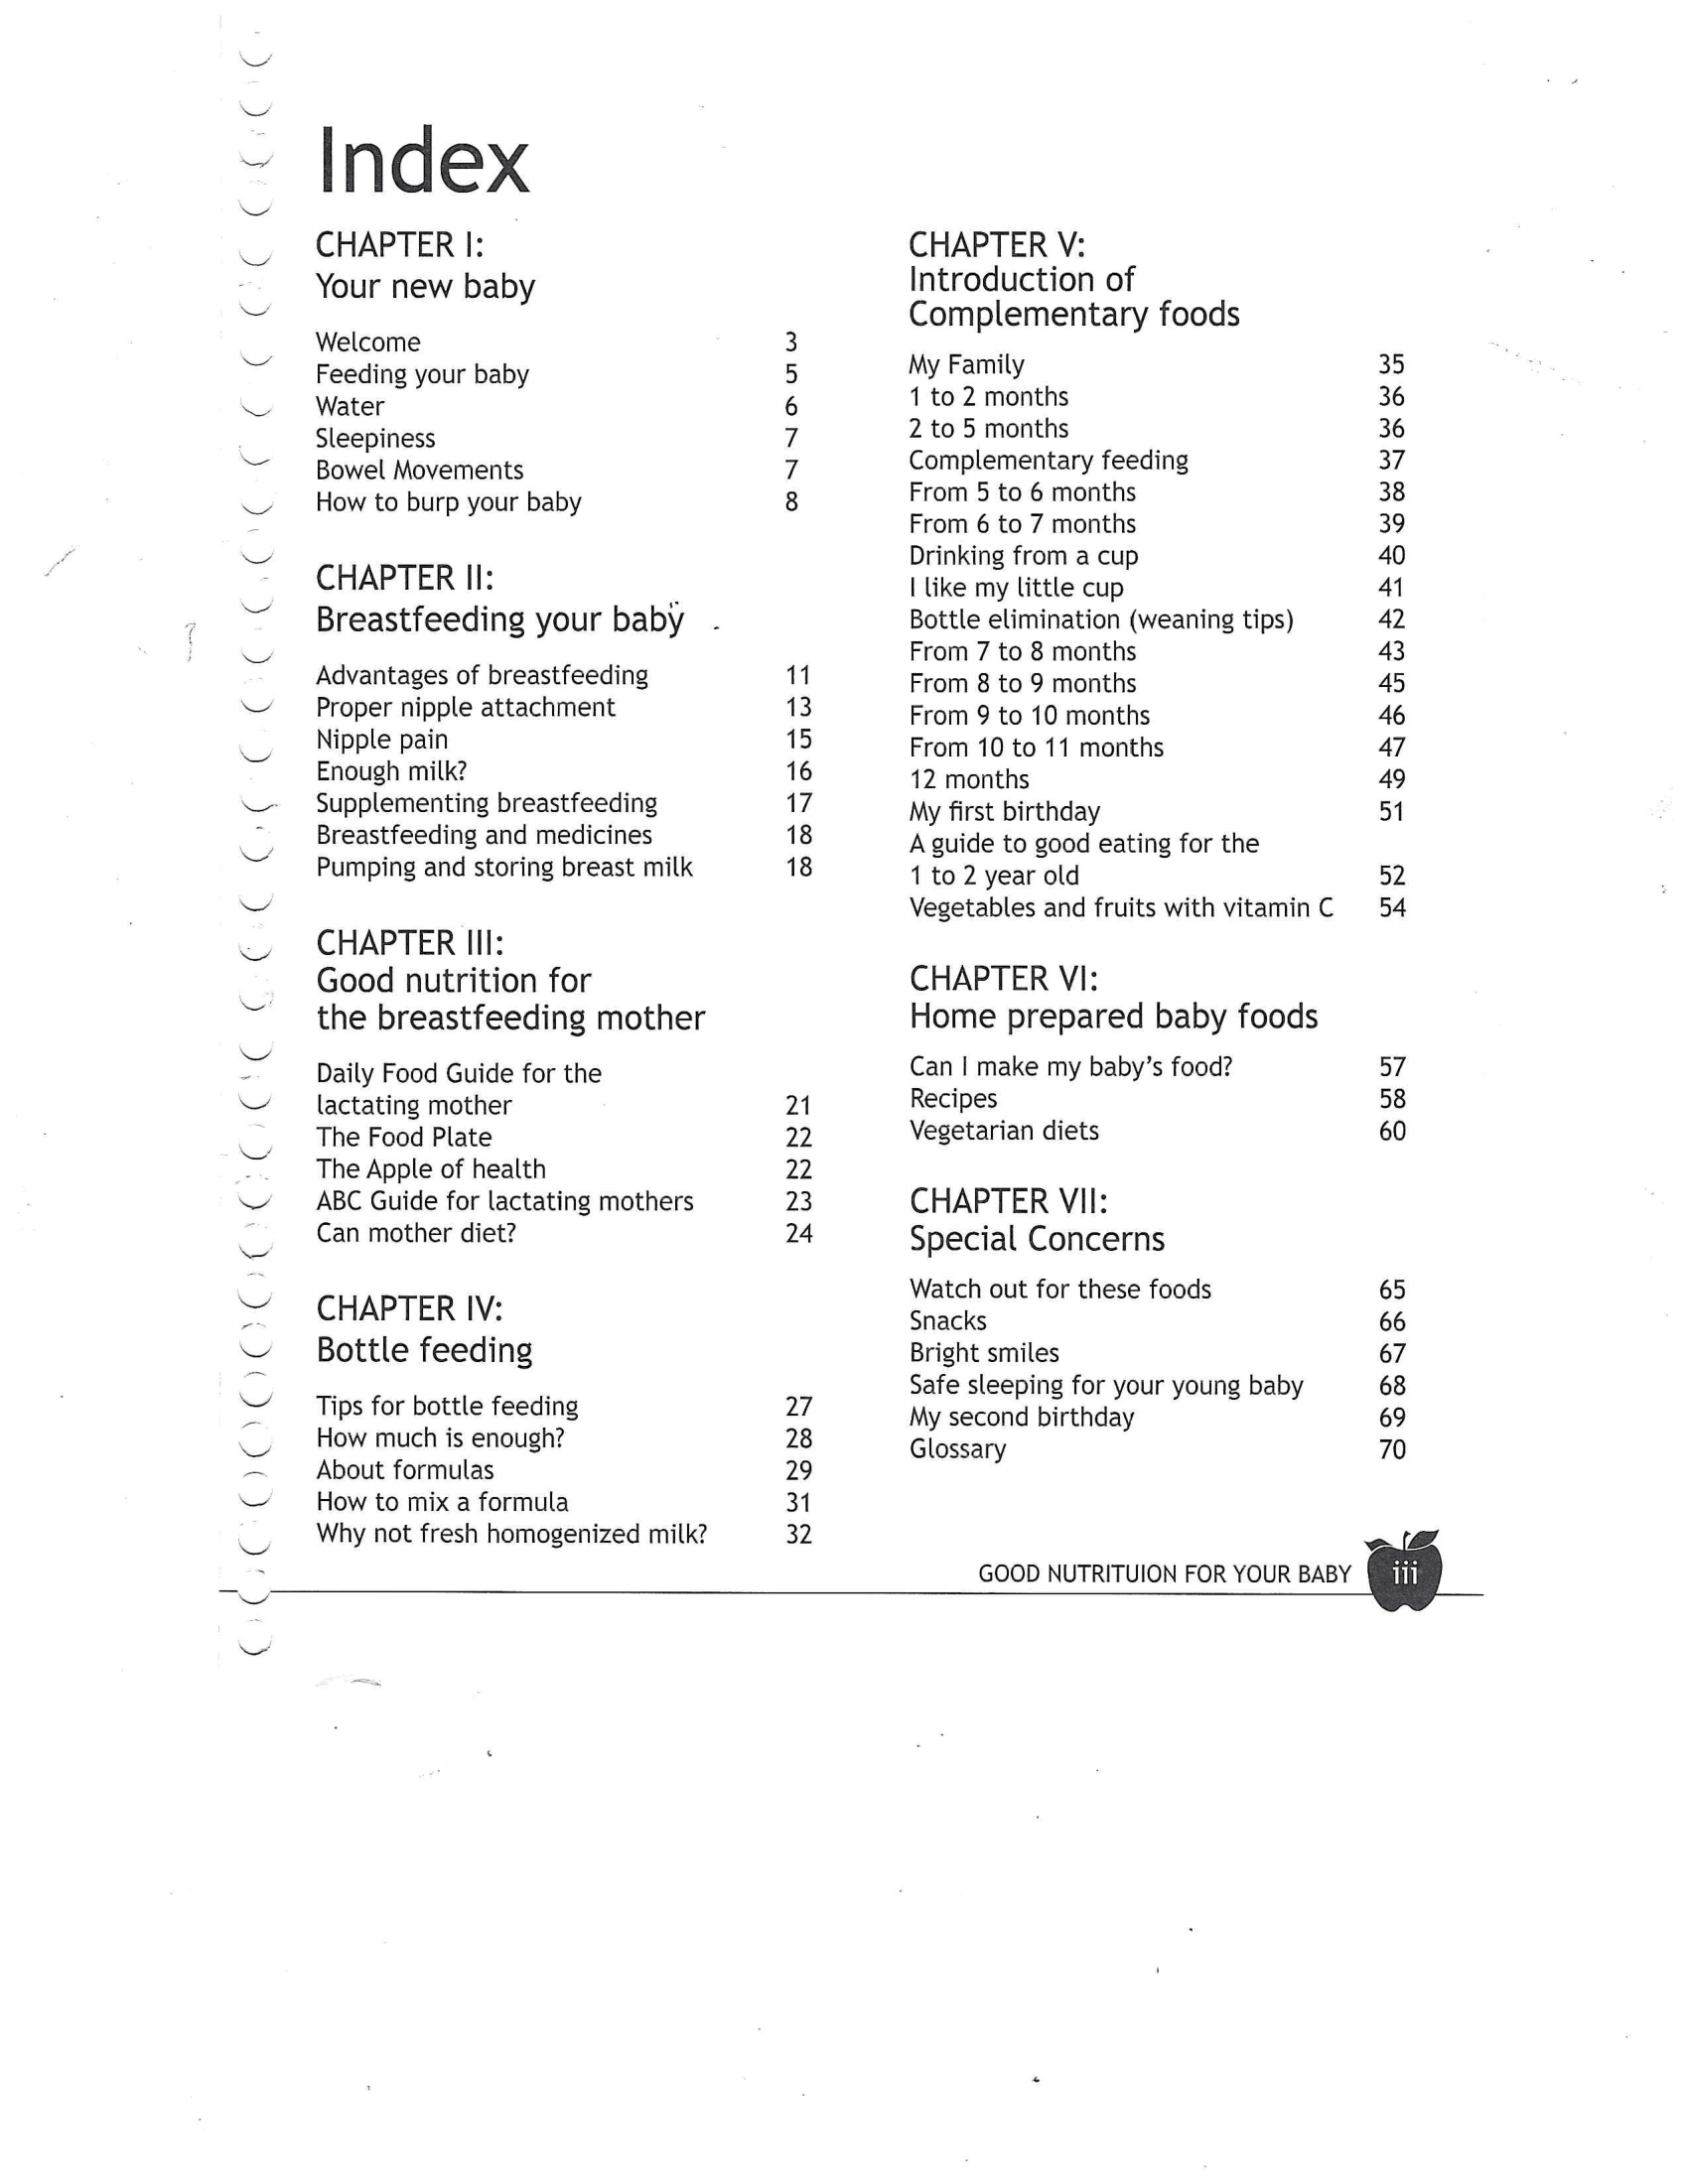 Index
CHAPTER I:
Your new baby
Welcome 3
Feeding your baby 5
Water 6
Sleepiness 7
Bowel Movements 7
How to burp your baby 8
CHAPTER II:
Breastfeeding your baby
Advantages of breastfeeding 11
Proper nipple attachment 13
Nipple pain 15
Enough milk? 16
Supplementing breastfeeding 17
Breastfeeding and medicines 18
Pumping and storing breast milk 18
CHAPTER III:
Good nutrition for
the breastfeeding mother
Daily Food Guide for the
lactating mother 21
The Food Plate 22
The Apple of health 22
ABC Guide for lactating mothers 23
Can mother diet? 24
CHAPTER IV:
Bottle feeding
Tips for bottle feeding 27
How much is enough? 28
About formulas 29
How to mix a formula 31
Why not fresh homogenized milk? 32
CHAPTER V:
Introduction of
Complementary foods
My Family 35
1 to 2 months 36
2 to 5 months 36
Complementary feeding 37
From 5 to 6 months 38
From 6 to 7 months 39
Drinking from a cup 40
I like my little cup 41
Bottle elimination (weaning tips) 42
From 7 to 8 months 43
From 8 to 9 months 45
From 9 to 10 months 46
From 10 to 11 months 47
12 months 49
My first birthday 51
A guide to good eating for the
1 to 2 year old 52
Vegetables and fruits with vitamin C 54
CHAPTER VI:
Home prepared baby foods
Can I make my baby's food? 57
Recipes 58
Vegetarian diets 60
CHAPTER VII:
Special Concerns
Watch out for these foods 65
Snacks 66
Bright smiles 67
Safe sleeping for your young baby 68
My second birthday 69
Glossary 70
GOOD NUTRITUION FOR YOUR BABY iii